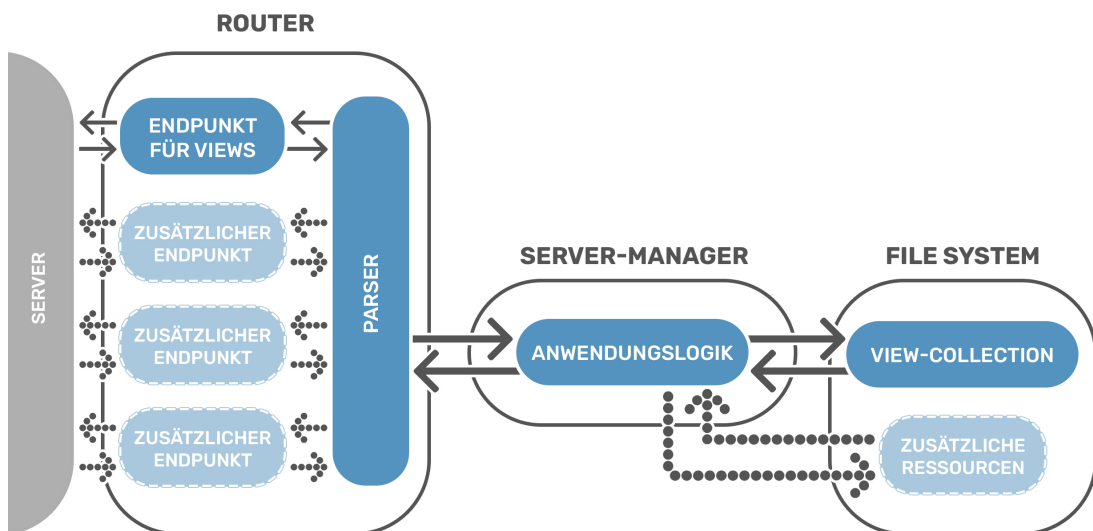 ROUTER
SERVER
ENDPUNKT
FÜR VIEWS
ZUSÄTZLICHER
ENDPUNKT
ZUSÄTZLICHER
ENDPUNKT
ZUSÄTZLICHER
ENDPUNKT
PARSER
SERVER-MANAGER
ANWENDUNGSLOGIK
FILE SYSTEM
VIEW-COLLECTION
ZUSÄTZLICHE
RESSOURCEN